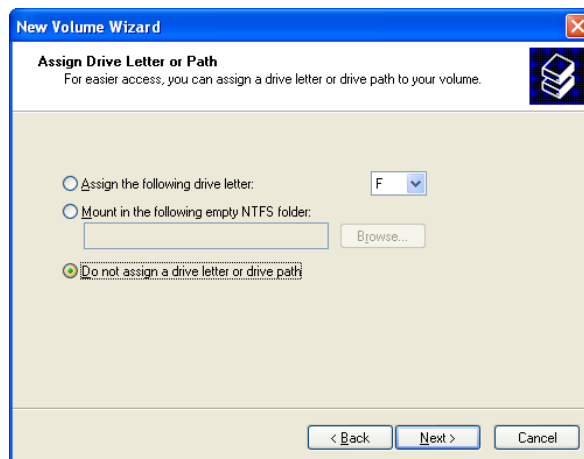 New Volume Wizard
Assign Drive Letter or Path
For easier access, you can assign a drive letter or drive path to your volume.
Assign the following drive letter: F
Mount in the following empty NTFS folder:
Browse...
Do not assign a drive letter or drive path
< Back Next > Cancel